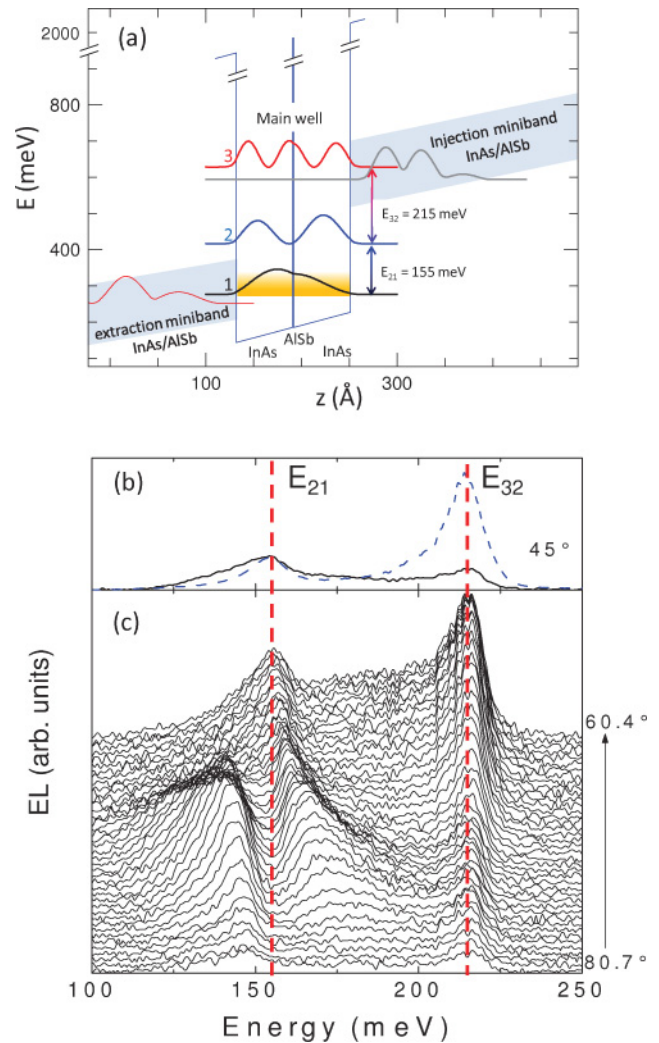 (a)
2000
800
400
E (meV)
Main well
Injection miniband
InAs/AlSb
3
E32 = 215 meV
2
E21 = 155 meV
1
extraction miniband
InAs/AlSb
InAs
AlSb
InAs
100
300
z (Å)
(b)
E21
E32
45°
(c)
60.4°
80.7°
EL (arb. units)
100
150
200
250
Energy (meV)